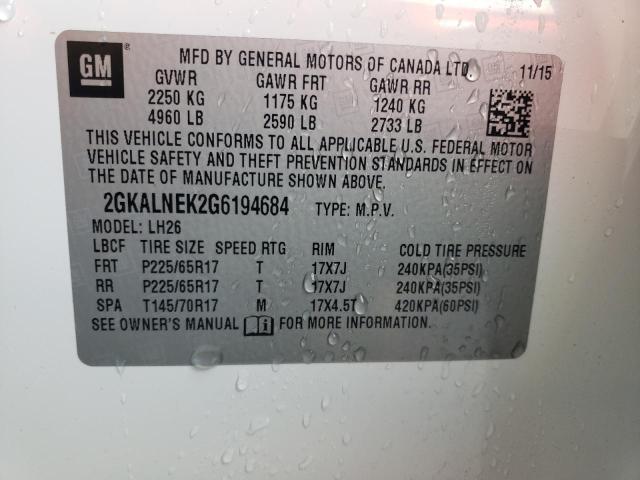 GM ®
MFD BY GENERAL MOTORS OF CANADA LTD. 11/15
GVWR GAWR FRT GAWR RR
2250 KG 1175 KG 1240 KG
4960 LB 2590 LB 2733 LB
THIS VEHICLE CONFORMS TO ALL APPLICABLE U.S. FEDERAL MOTOR
VEHICLE SAFETY AND THEFT PREVENTION STANDARDS IN EFFECT ON
THE DATE OF MANUFACTURE SHOWN ABOVE.
2GKALNEK2G6194684 TYPE: M.P.V.
MODEL: LH26
LBCF TIRE SIZE SPEED RTG RIM COLD TIRE PRESSURE
FRT P225/65R17 T 17X7J 240KPA(35PSI)
RR P225/65R17 T 17X7J 240KPA(35PSI)
SPA T145/70R17 M 17X4.5T 420KPA(60PSI)
SEE OWNER'S MANUAL FOR MORE INFORMATION.